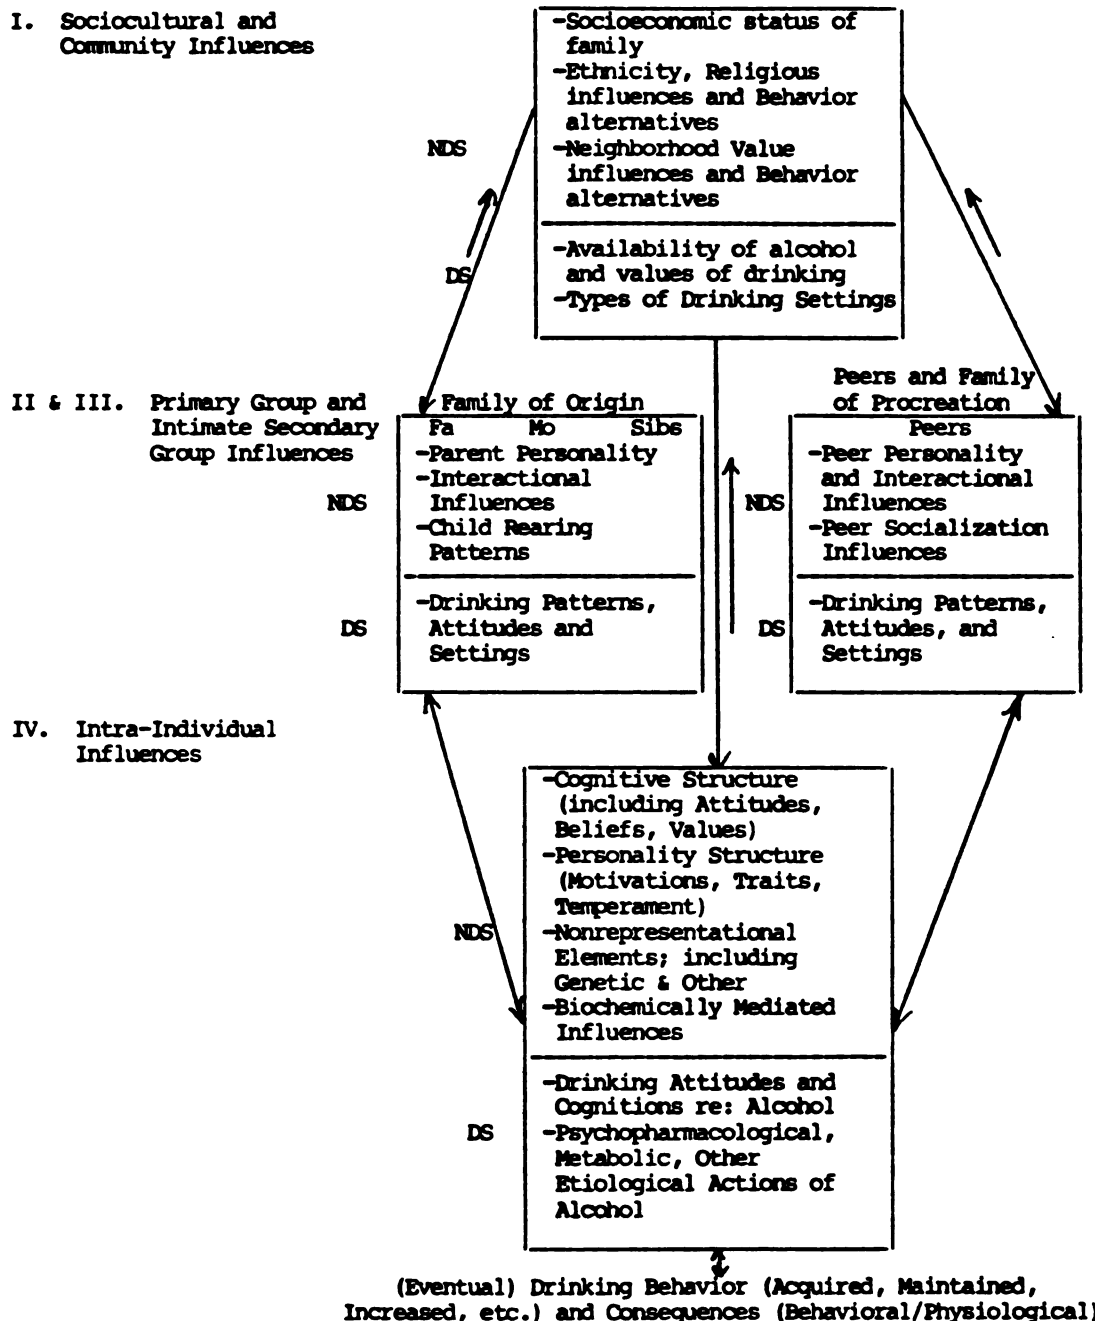 I. Sociocultural and
Community Influences
-Socioeconomic status of
family
-Ethnicity, Religious
influences and Behavior
alternatives
NDS
-Neighborhood Value
influences and Behavior
alternatives
DS
-Availability of alcohol
and values of drinking
-Types of Drinking Settings
II & III. Primary Group and
Intimate Secondary
Group Influences
Family of Origin
Fa Mo Sibs
NDS
-Parent Personality
-Interactional
Influences
-Child Rearing
Patterns
DS
-Drinking Patterns,
Attitudes and
Settings
Peers and Family
of Procreation
Peers
NDS
-Peer Personality
and Interactional
Influences
-Peer Socialization
Influences
DS
-Drinking Patterns,
Attitudes, and
Settings
IV. Intra-Individual
Influences
-Cognitive Structure
(including Attitudes,
Beliefs, Values)
-Personality Structure
(Motivations, Traits,
Temperament)
NDS
-Nonrepresentational
Elements; including
Genetic & Other
-Biochemically Mediated
Influences
-Drinking Attitudes and
Cognitions re: Alcohol
DS
-Psychopharmacological,
Metabolic, Other
Etiological Actions of
Alcohol
(Eventual) Drinking Behavior (Acquired, Maintained,
Increased, etc.) and Consequences (Behavioral/Physiological)